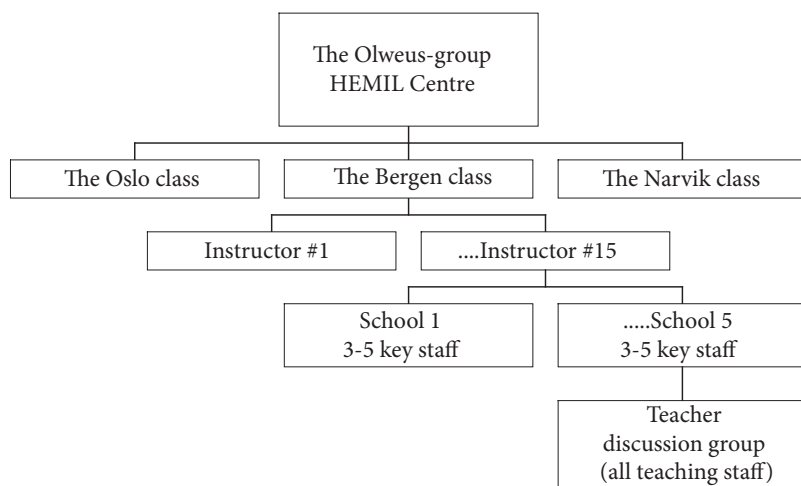 The Olweus-group
HEMIL Centre
The Oslo class
The Bergen class
The Narvik class
Instructor #1
....Instructor #15
School 1
3-5 key staff
.....School 5
3-5 key staff
Teacher
discussion group
(all teaching staff)